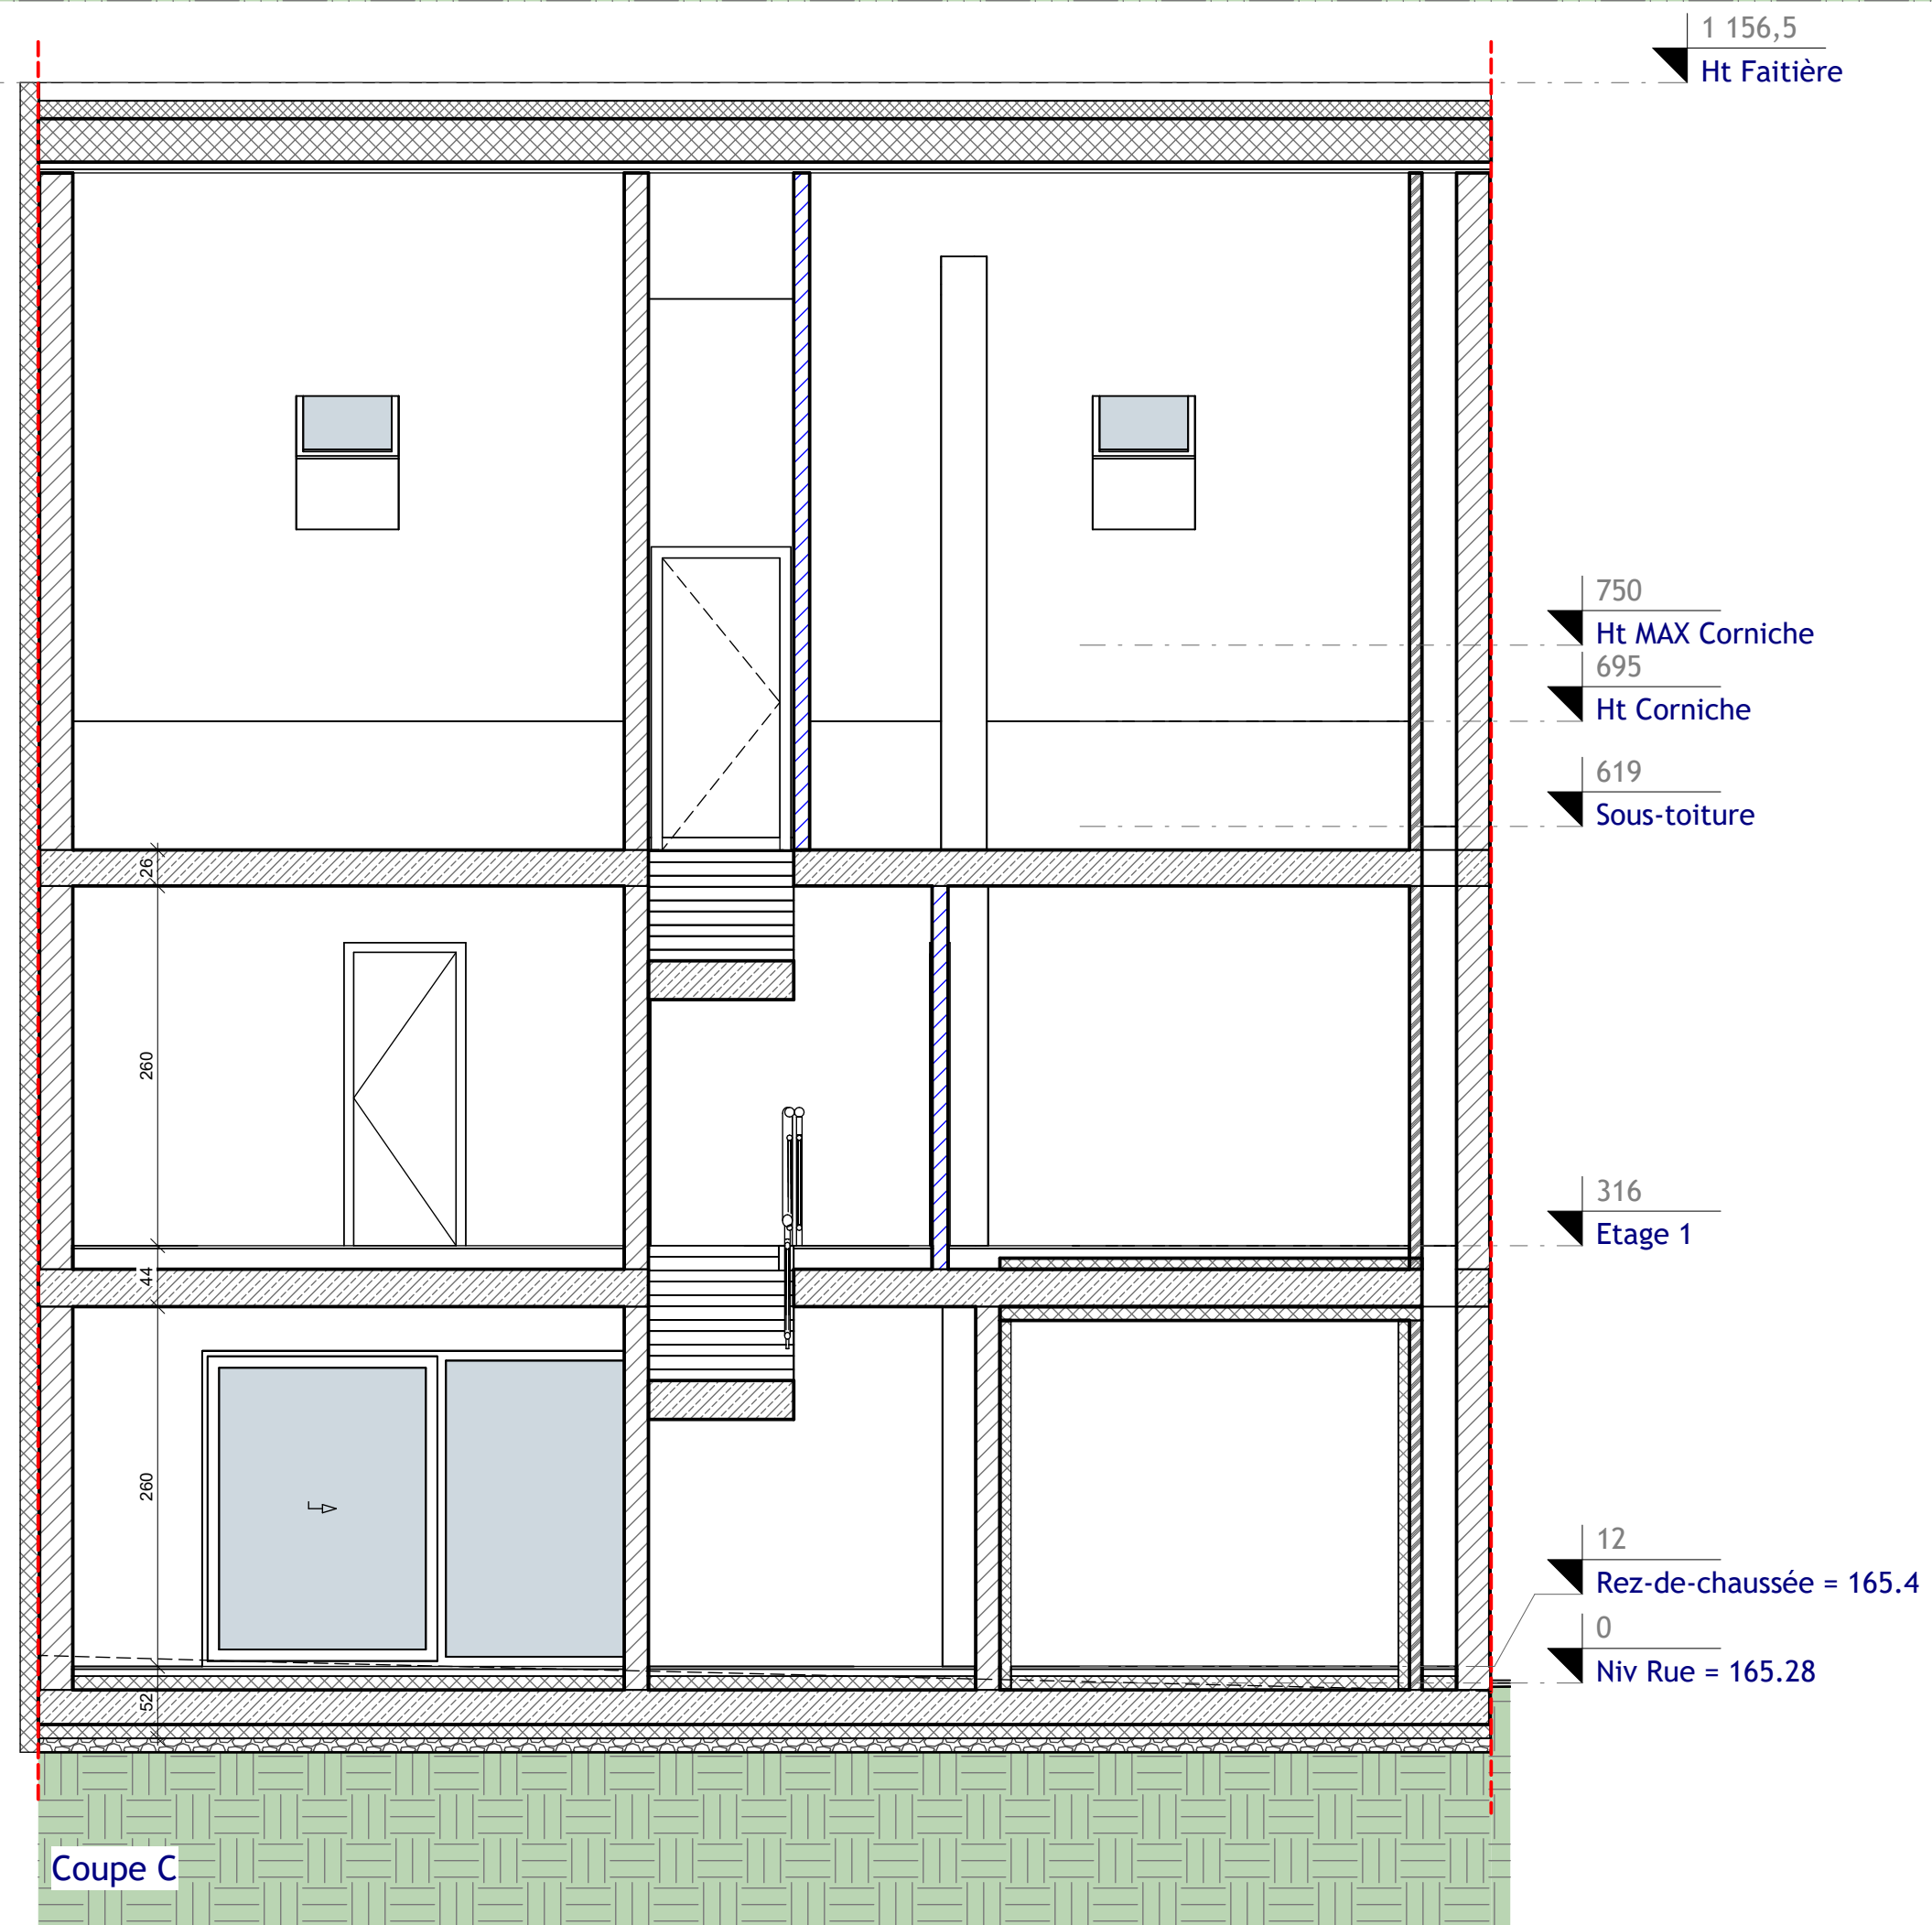 1 156,5
Ht Faitière
750
Ht MAX Corniche
695
Ht Corniche
619
Sous-toiture
26
260
316
Etage 1
44
260
12
Rez-de-chaussée = 165.4
0
Niv Rue = 165.28
52
Coupe C